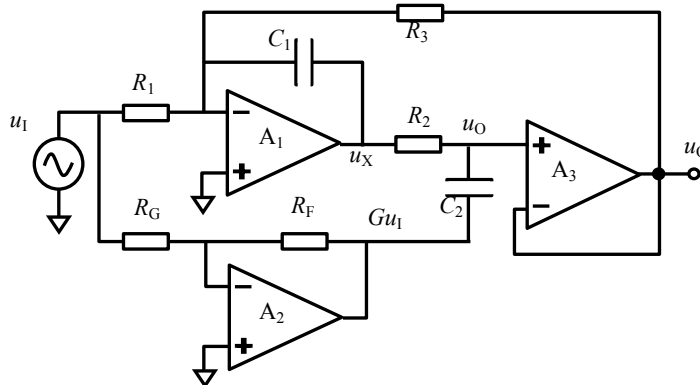 R3
C1
R1
− 
uI
A1
R2
uO
+
uX
A3
uO
+
C2
−
RG
RF
GuI
−
A2
+